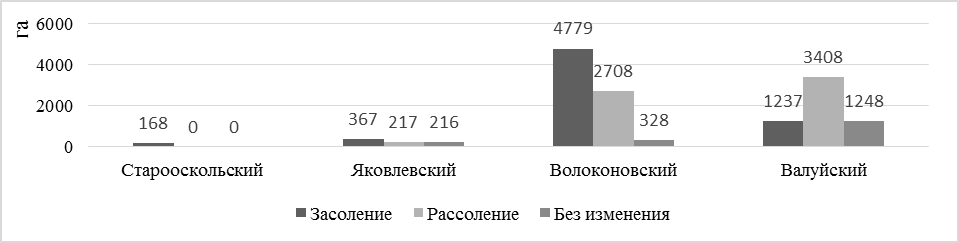 га
6000
4000
2000
0
168 0 0
367 217 216
4779 2708 328
1237 3408 1248
Старооскольский Яковлевский Волоконовский Валуйский
Засоление Рассоление Без изменения